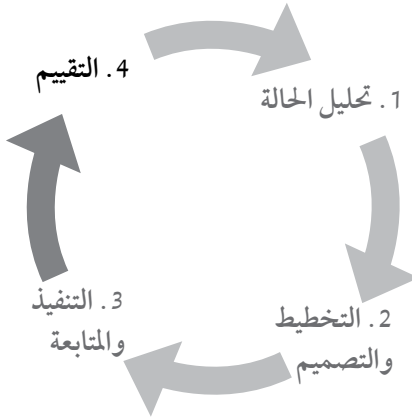 4. التقييم
1. تحليل الحالة
2. التخطيط
والتصميم
3. التنفيذ
والمتابعة